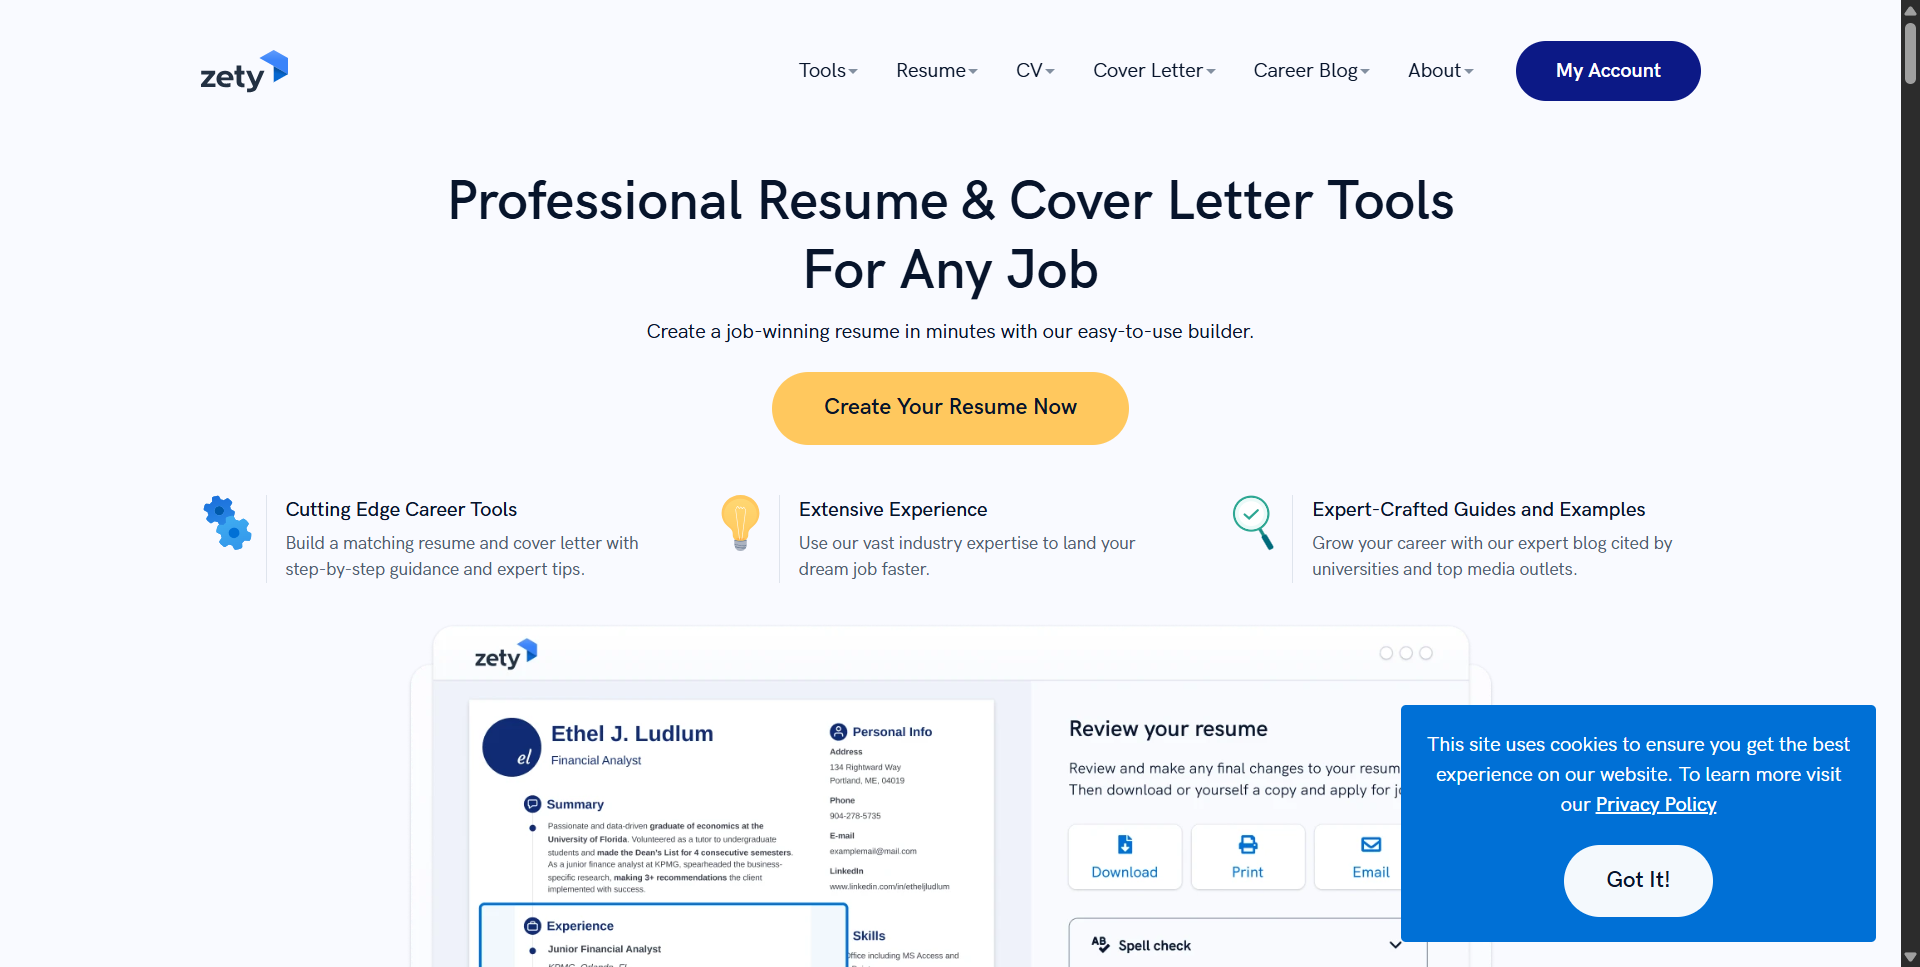 zety
Tools
Resume
CV
Cover Letter
Career Blog
About
My Account
Professional Resume & Cover Letter Tools
For Any Job
Create a job-winning resume in minutes with our easy-to-use builder.
Create Your Resume Now
Cutting Edge Career Tools
Build a matching resume and cover letter with
step-by-step guidance and expert tips.
Extensive Experience
Use our vast industry expertise to land your
dream job faster.
Expert-Crafted Guides and Examples
Grow your career with our expert blog cited by
universities and top media outlets.
zety
el
Ethel J. Ludlum
Financial Analyst
Summary
Passionate and data-driven graduate of economics at the
University of Florida. Volunteered as a tutor to undergraduate
students and made the Dean's List for 4 consecutive semesters.
As a junior finance analyst at KPMG, spearheaded the business-
specific research, making 3+ recommendations the client
implemented with success.
Experience
Junior Financial Analyst
KPMG, Orlando, FL
Personal Info
Address
134 Rightward Way
Portland, ME, 04019
Phone
904-278-5735
E-mail
examplemail@mail.com
LinkedIn
www.linkedin.com/in/etheljludlum
Skills
Office including MS Access and
Review your resume
Review and make any final changes to your resum
Then download or yourself a copy and apply for jo
Download
Print
Email
AB
Spell check
This site uses cookies to ensure you get the best
experience on our website. To learn more visit
our Privacy Policy
Got It!